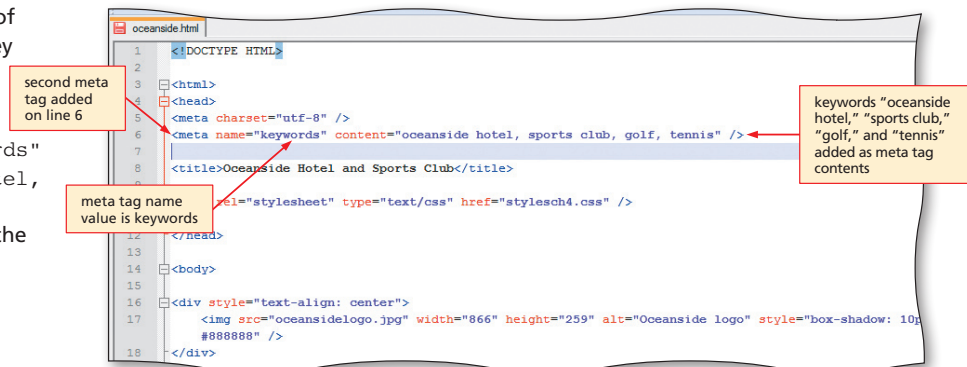 of
ey
rds"
tel,
the
second meta
tag added
on line 6
meta tag name
value is keywords
keywords “oceanside
hotel,” “sports club,”
“golf,” and “tennis”
added as meta tag
contents
oceanside.html
1 <!DOCTYPE HTML>
2
3 <html>
4 <head>
5 <meta charset="utf-8" />
6 <meta name="keywords" content="oceanside hotel, sports club, golf, tennis" />
7
8 <title>Oceanside Hotel and Sports Club</title>
rel="stylesheet" type="text/css" href="stylesch4.css" />
12 </head>
13
14 <body>
15
16 <div style="text-align: center">
17 <img src="oceansidelogo.jpg" width="866" height="259" alt="Oceanside logo" style="box-shadow: 10p
#888888" />
18 </div>